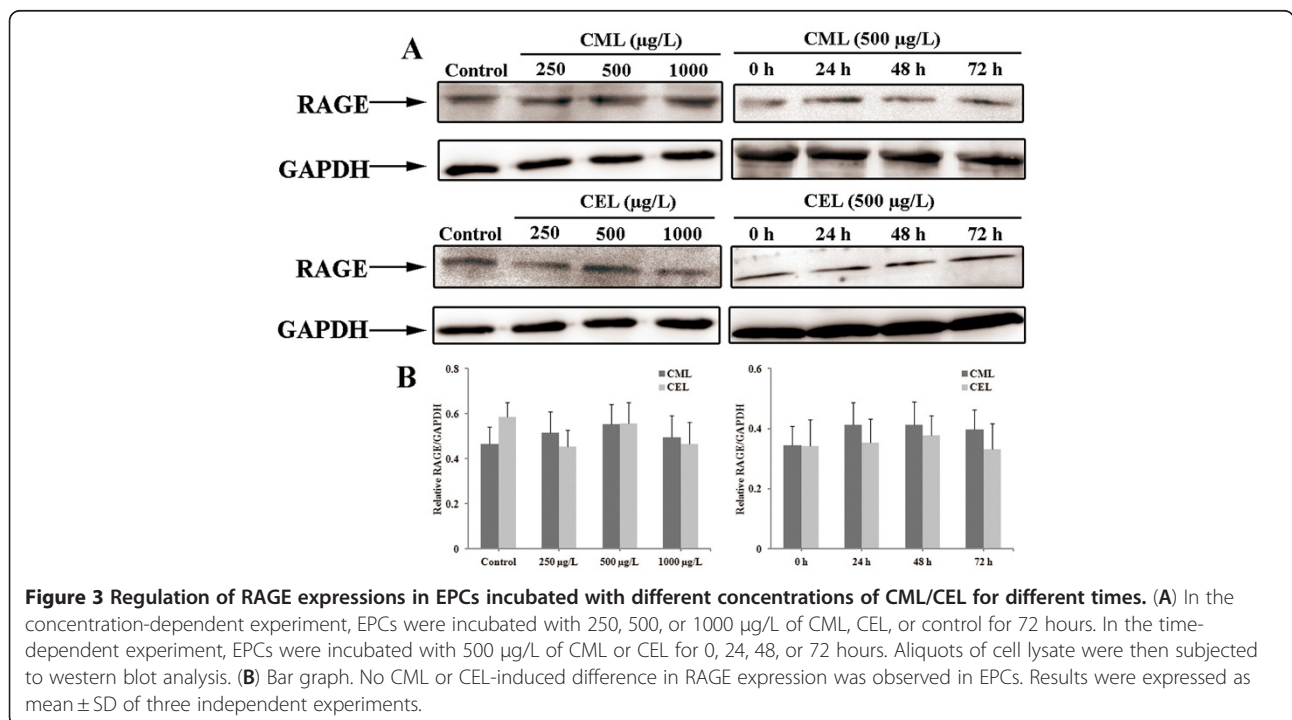 A
CML (µg/L)
CML (500 µg/L)
Control 250 500 1000
0 h 24 h 48 h 72 h
RAGE
GAPDH
CEL (µg/L)
CEL (500 µg/L)
Control 250 500 1000
0 h 24 h 48 h 72 h
RAGE
GAPDH
B
Relative RAGE/GAPDH
0.8
0.6
0.4
0.2
0
CML
CEL
Control 250 µg/L 500 µg/L 1000 µg/L
Relative RAGE/GAPDH
0.6
0.4
0.2
0
CML
CEL
0 h 24 h 48 h 72 h
Figure 3 Regulation of RAGE expressions in EPCs incubated with different concentrations of CML/CEL for different times. (A) In the
concentration-dependent experiment, EPCs were incubated with 250, 500, or 1000 µg/L of CML, CEL, or control for 72 hours. In the time-
dependent experiment, EPCs were incubated with 500 µg/L of CML or CEL for 0, 24, 48, or 72 hours. Aliquots of cell lysate were then subjected
to western blot analysis. (B) Bar graph. No CML or CEL-induced difference in RAGE expression was observed in EPCs. Results were expressed as
mean ± SD of three independent experiments.